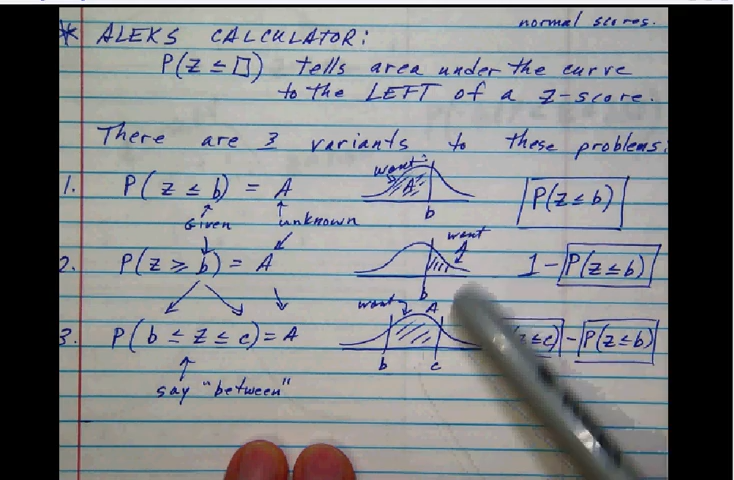 normal scores.
* ALEKS CALCULATOR:
P(z ≤ □) tells area under the curve
to the LEFT of a z-score.
There are 3 variants to these problems:
1. P(z ≤ b) = A want A b P(z ≤ b)
Given unknown
2. P(z ≥ b) = A want A b 1 - P(z ≤ b)
3. P(b ≤ z ≤ c) = A want A b c ≤c) - P(z ≤ b)
say "between"